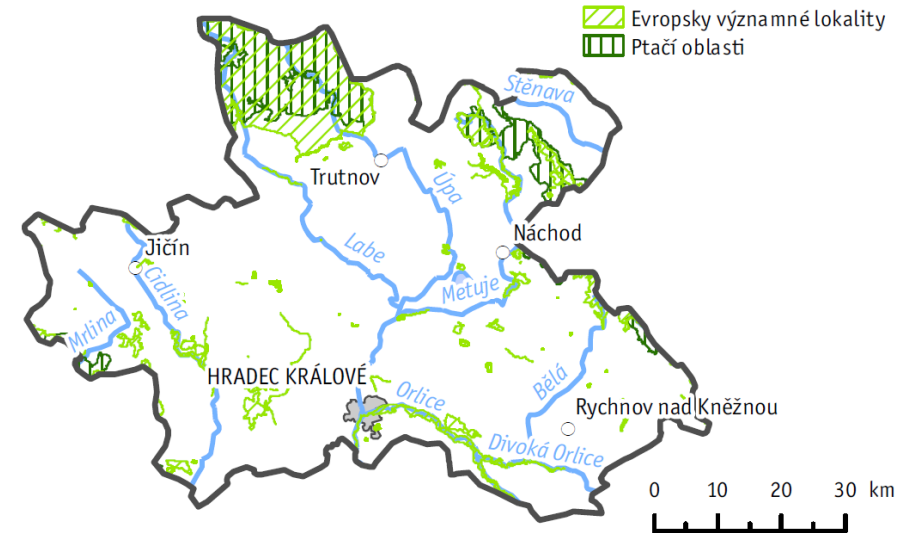 Evropsky významné lokality
Ptačí oblasti
Stěnava
Trutnov
Úpa
Náchod
Jičín
Labe
Cidlina
Metuje
Mrlina
HRADEC KRÁLOVÉ
Orlice
Bělá
Rychnov nad Kněžnou
Divoká Orlice
0 10 20 30 km